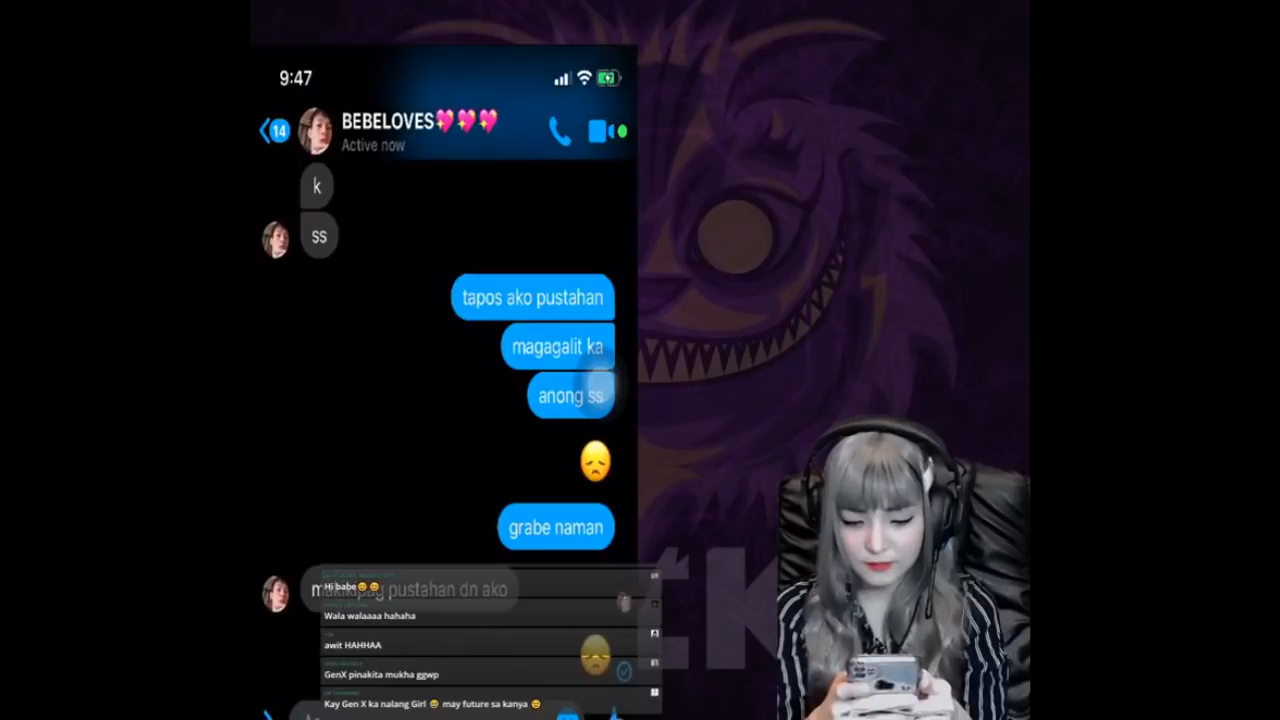 9:47
14
BEBELOVES💖💖💖
Active now
k
ss
tapos ako pustahan
magagalit ka
anong ss
😞
grabe naman
makikipag pustahan dn ako
Hi babe
Wala walaaaa hahaha
awit HAHHAA
GenX pinakita mukha ggwp
Kay Gen X ka nalang Girl may future sa kanya
EK